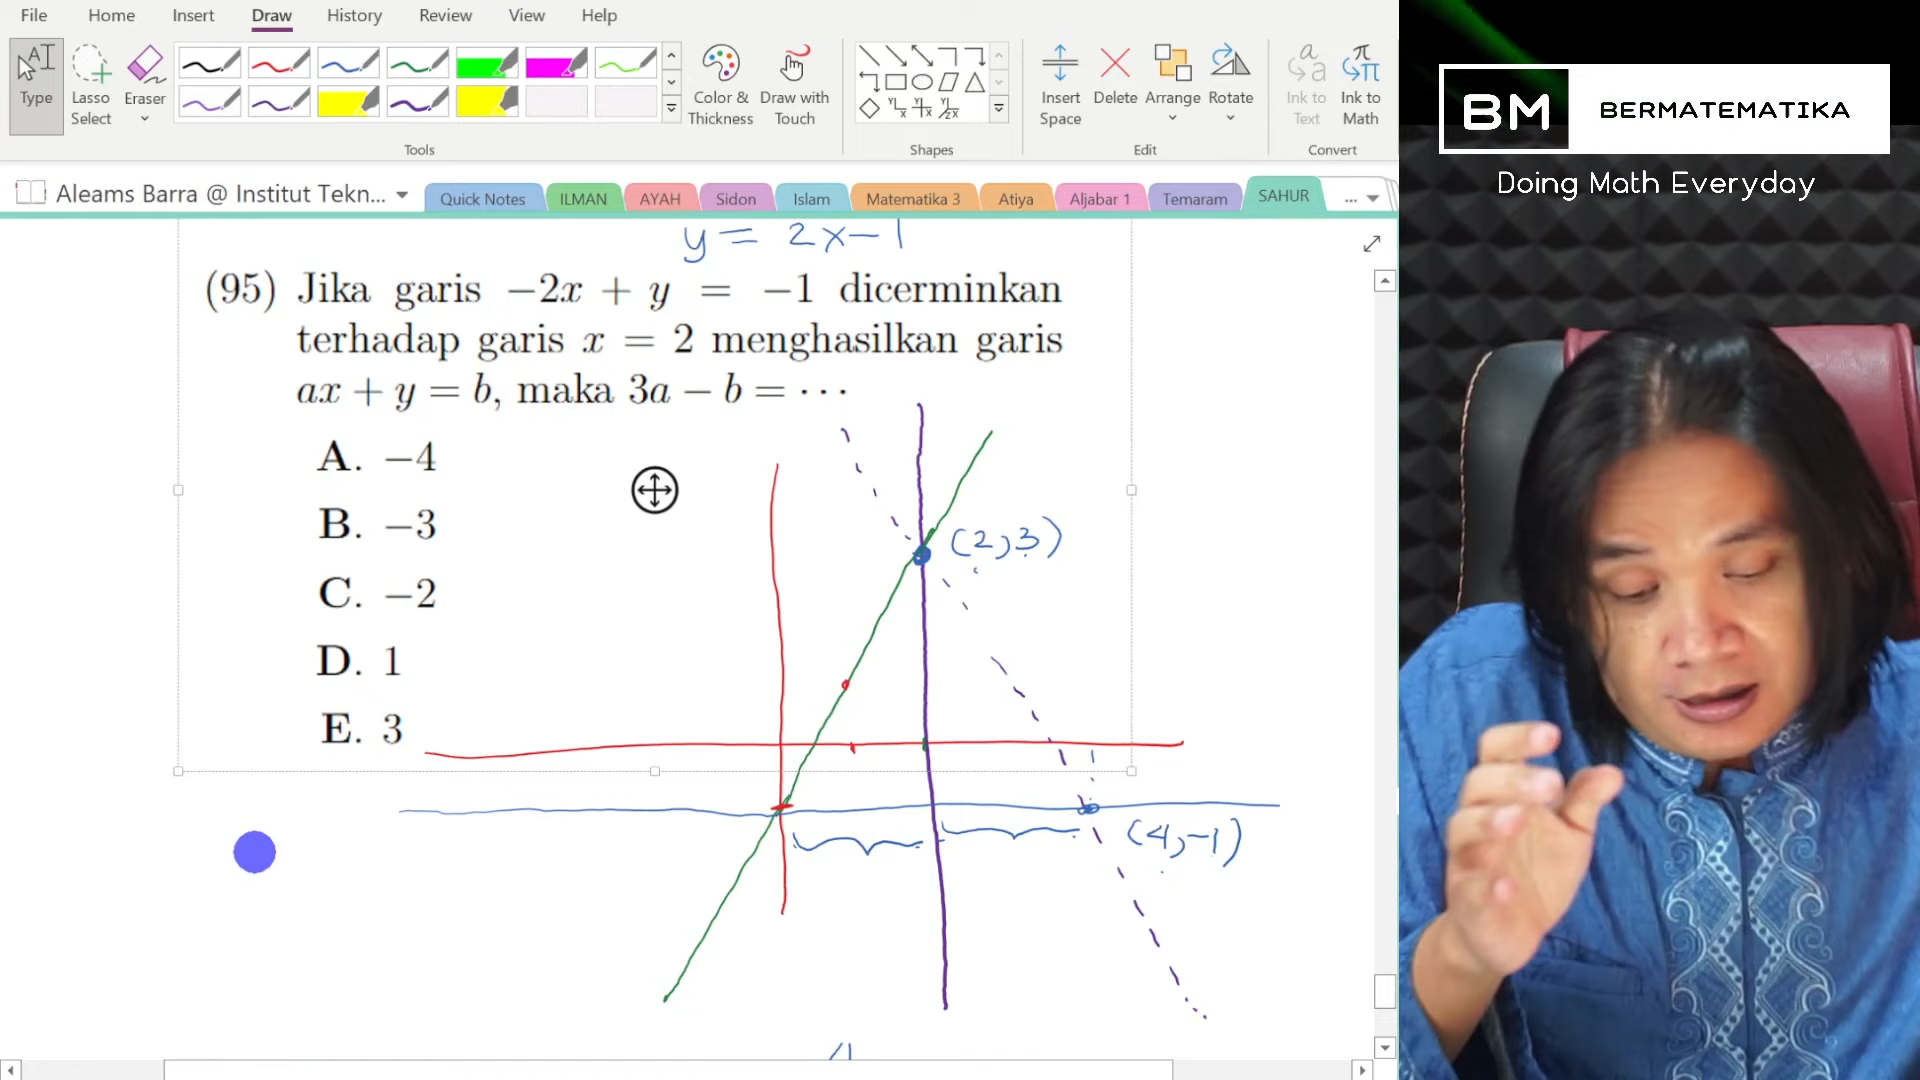 File Home Insert Draw History Review View Help
Type
Lasso Select
Eraser
Color & Thickness
Draw with Touch
Insert Space
Delete
Arrange
Rotate
Ink to Text
Ink to Math
Tools
Shapes
Edit
Convert
BM BERMATEMATIKA
Doing Math Everyday
Aleams Barra @ Institut Tekn...
Quick Notes ILMAN AYAH Sidon Islam Matematika 3 Atiya Aljabar 1 Temaram SAHUR ...
y = 2x-1
(95) Jika garis −2x + y = −1 dicerminkan
terhadap garis x = 2 menghasilkan garis
ax + y = b, maka 3a − b = ⋯
A. −4
B. −3
C. −2
D. 1
E. 3
(2,3)
(4,-1)